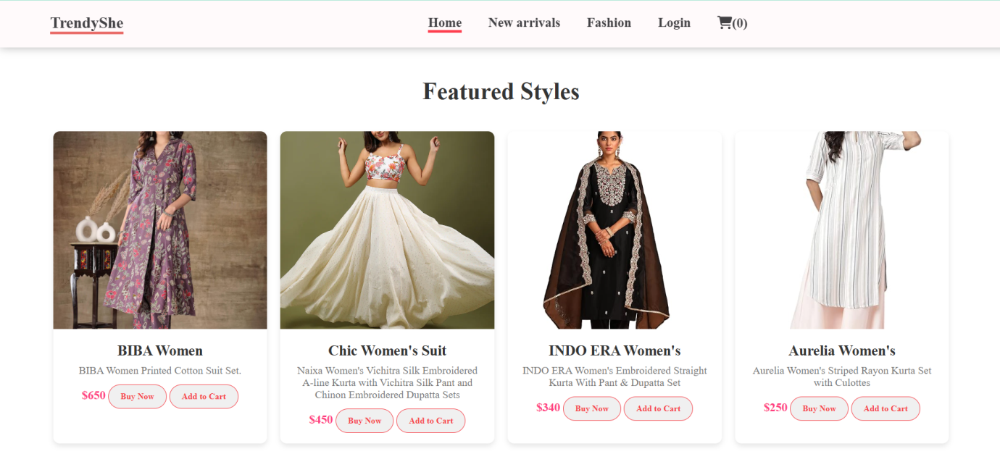 TrendyShe Home New arrivals Fashion Login (0)
Featured Styles
BIBA Women
BIBA Women Printed Cotton Suit Set.
$650 Buy Now Add to Cart
Chic Women's Suit
Naixa Women's Vichitra Silk Embroidered
A-line Kurta with Vichitra Silk Pant and
Chinon Embroidered Dupatta Sets
$450 Buy Now Add to Cart
INDO ERA Women's
INDO ERA Women's Embroidered Straight
Kurta With Pant & Dupatta Set
$340 Buy Now Add to Cart
Aurelia Women's
Aurelia Women's Striped Rayon Kurta Set
with Culottes
$250 Buy Now Add to Cart